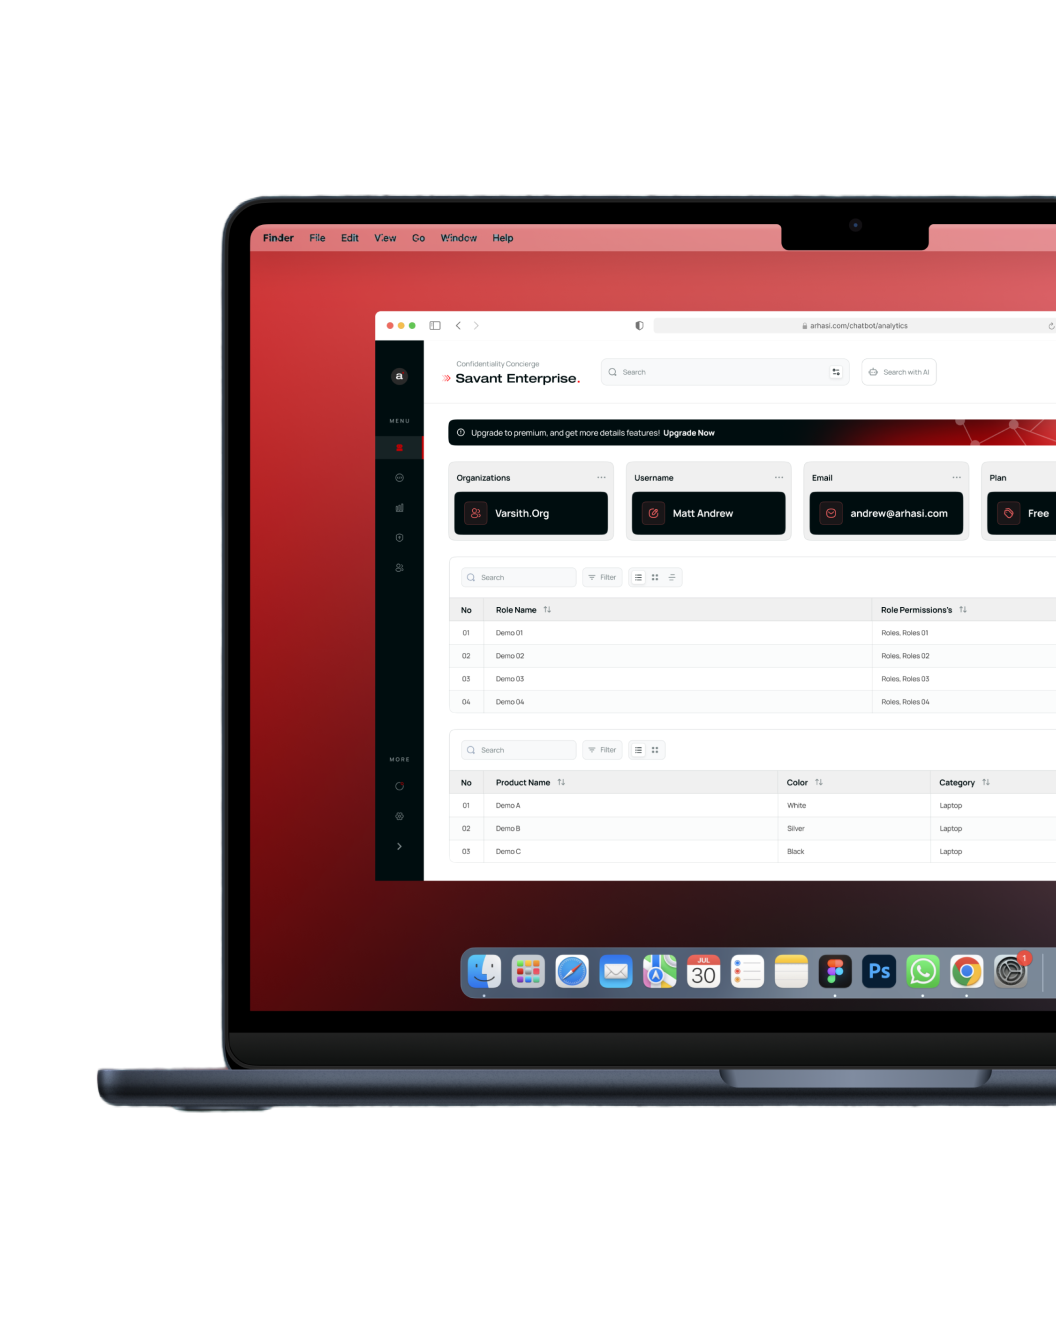 Finder File Edit View Go Window Help
arhasi.com/chatbot/analytics
a
Confidentiality Concierge
Savant Enterprise.
Search
Search with AI
MENU
Upgrade to premium, and get more details features! Upgrade Now
Organizations
Username
Email
Plan
Varsith.Org
Matt Andrew
andrew@arhasi.com
Free
Search
Filter
No Role Name Role Permissions's
01 Demo 01 Roles, Roles 01
02 Demo 02 Roles, Roles 02
03 Demo 03 Roles, Roles 03
04 Demo 04 Roles, Roles 04
MORE
Search
Filter
No Product Name Color Category
01 Demo A White Laptop
02 Demo B Silver Laptop
03 Demo C Black Laptop
JUL
30
Ps
1